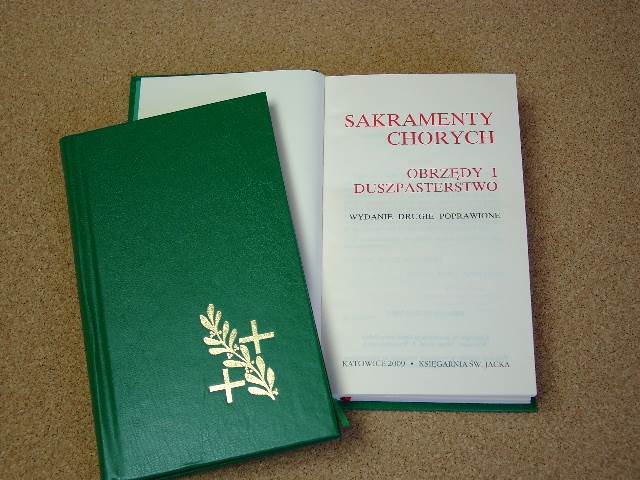 SAKRAMENTY
CHORYCH
OBRZĘDY I
DUSZPASTERSTWO
WYDANIE DRUGIE POPRAWIONE
KATOWICE 2009 • KSIĘGARNIA ŚW. JACKA